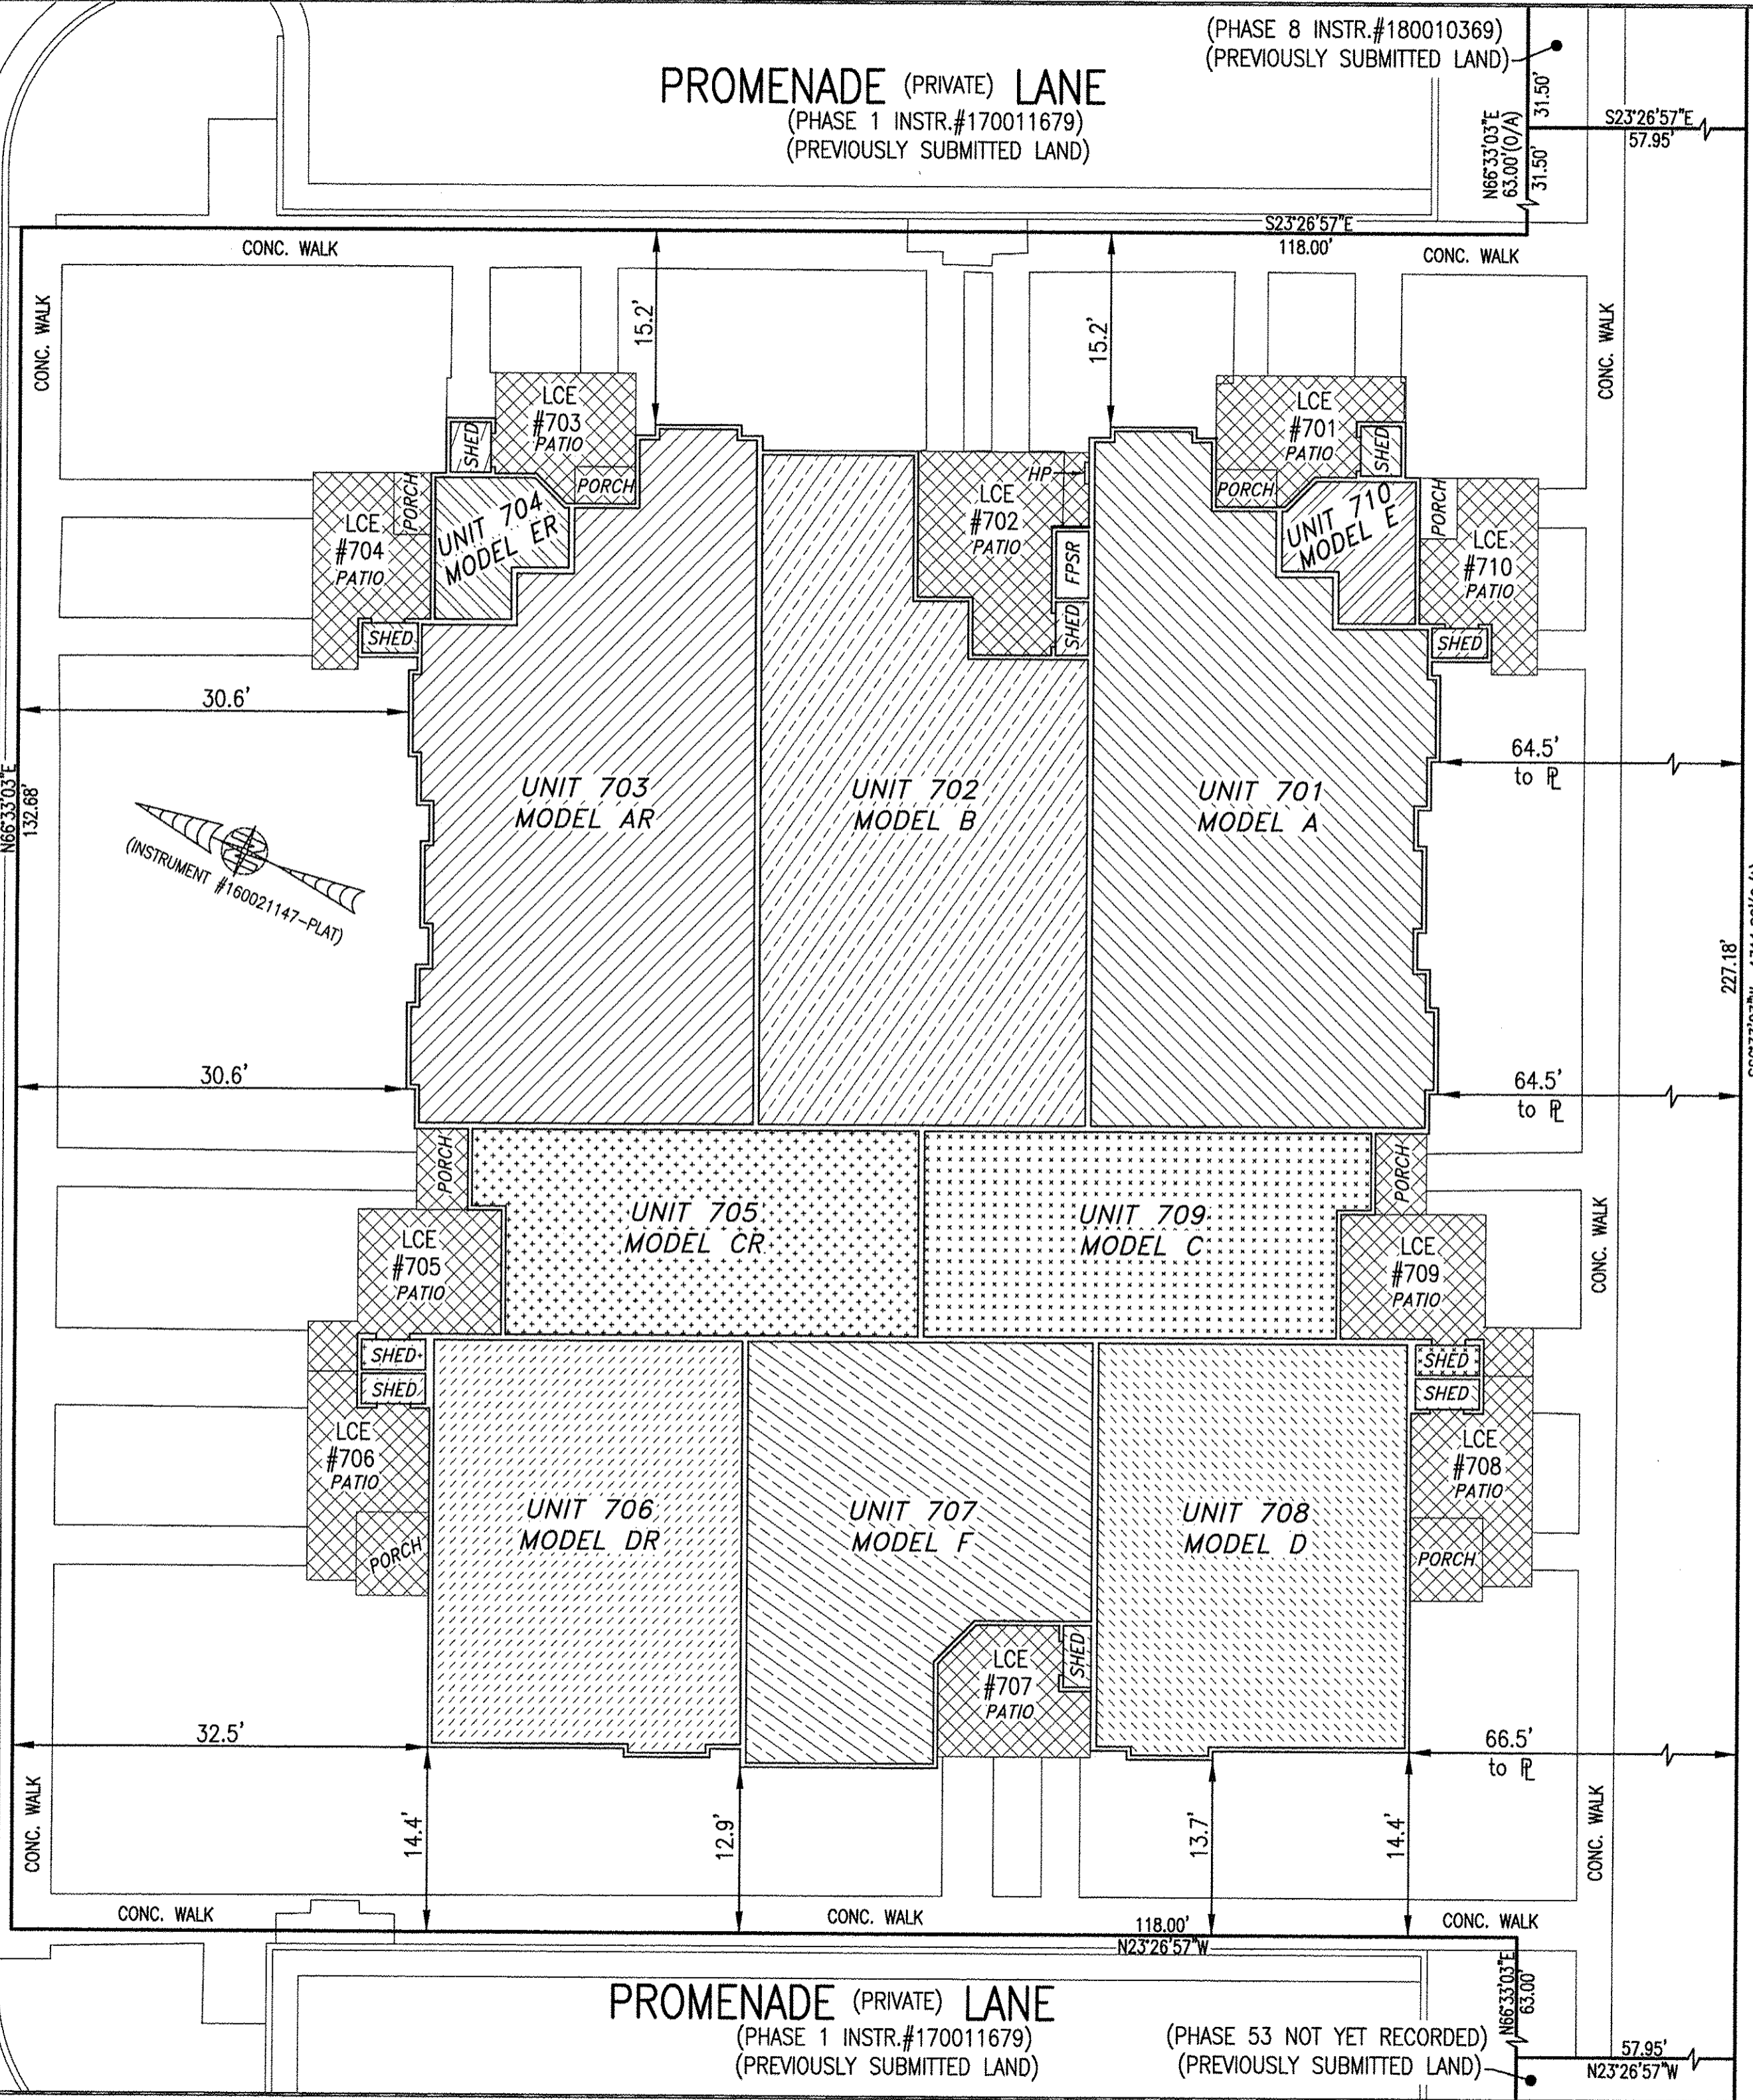 (PHASE 8 INSTR.#180010369)
(PREVIOUSLY SUBMITTED LAND)
PROMENADE (PRIVATE) LANE
(PHASE 1 INSTR.#170011679)
(PREVIOUSLY SUBMITTED LAND)
N66°33'03"E
63.00'(O/A)
31.50'
31.50'
S23°26'57"E
57.95'
S23°26'57"E
118.00'
CONC. WALK
CONC. WALK
CONC. WALK
CONC. WALK
15.2'
15.2'
LCE
#703
PATIO
SHED
PORCH
LCE
#701
PATIO
SHED
PORCH
LCE
#704
PATIO
PORCH
SHED
UNIT 704
MODEL ER
HP
LCE
#702
PATIO
FPSR
SHED
UNIT 710
MODEL E
PORCH
LCE
#710
PATIO
SHED
30.6'
64.5'
to PL
N66°33'03"E
132.68'
UNIT 703
MODEL AR
UNIT 702
MODEL B
UNIT 701
MODEL A
(INSTRUMENT #160021147-PLAT)
227.18'
30.6'
64.5'
to PL
PORCH
PORCH
UNIT 705
MODEL CR
UNIT 709
MODEL C
LCE
#705
PATIO
LCE
#709
PATIO
CONC. WALK
SHED
SHED
SHED
SHED
LCE
#706
PATIO
PORCH
LCE
#708
PATIO
PORCH
UNIT 706
MODEL DR
UNIT 707
MODEL F
UNIT 708
MODEL D
LCE
#707
PATIO
SHED
32.5'
66.5'
to PL
14.4'
12.9'
13.7'
14.4'
CONC. WALK
CONC. WALK
CONC. WALK
CONC. WALK
CONC. WALK
118.00'
N23°26'57"W
PROMENADE (PRIVATE) LANE
(PHASE 1 INSTR.#170011679)
(PREVIOUSLY SUBMITTED LAND)
(PHASE 53 NOT YET RECORDED)
(PREVIOUSLY SUBMITTED LAND)
N66°33'03"E
63.00'
57.95'
N23°26'57"W